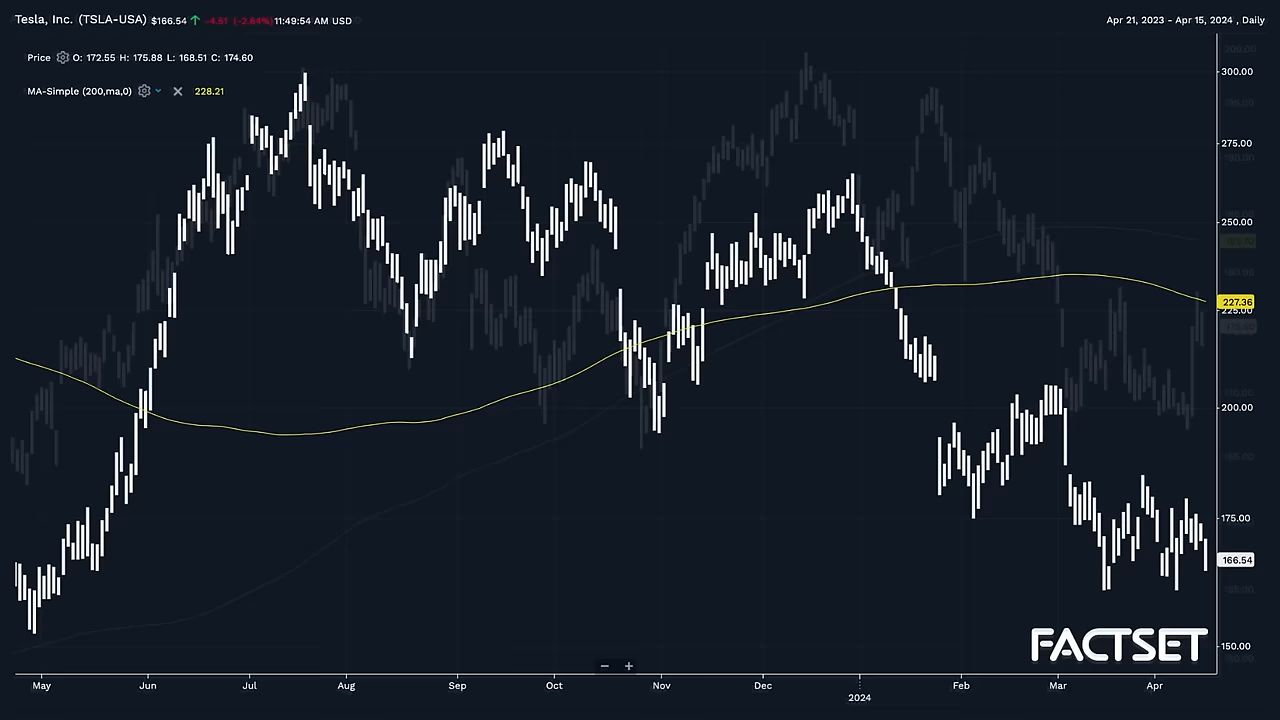 Tesla, Inc. (TSLA-USA) $166.54 -4.51 (-2.64%) 11:49:54 AM USD
Apr 21, 2023 - Apr 15, 2024 , Daily
Price O: 172.55 H: 175.88 L: 168.51 C: 174.60
MA-Simple (200,ma,0) 228.21
300.00
275.00
250.00
227.36
225.00
200.00
175.00
166.54
150.00
FACTSET
May Jun Jul Aug Sep Oct Nov Dec 2024 Feb Mar Apr